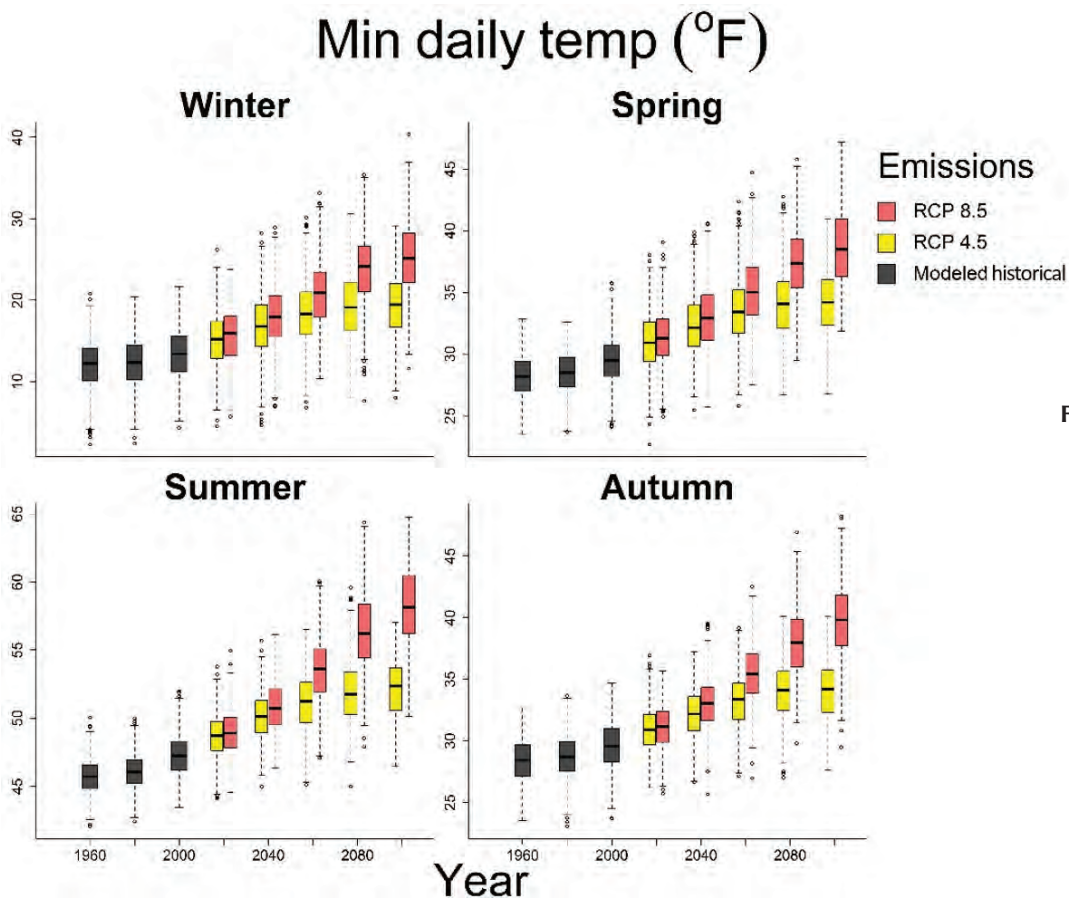 Min daily temp (°F)
Winter
Spring
40
30
20
10
45
40
35
30
25
Emissions
RCP 8.5
RCP 4.5
Modeled historical
F
Summer
Autumn
65
60
55
50
45
45
40
35
30
25
1960 2000 2040 2080
1960 2000 2040 2080
Year